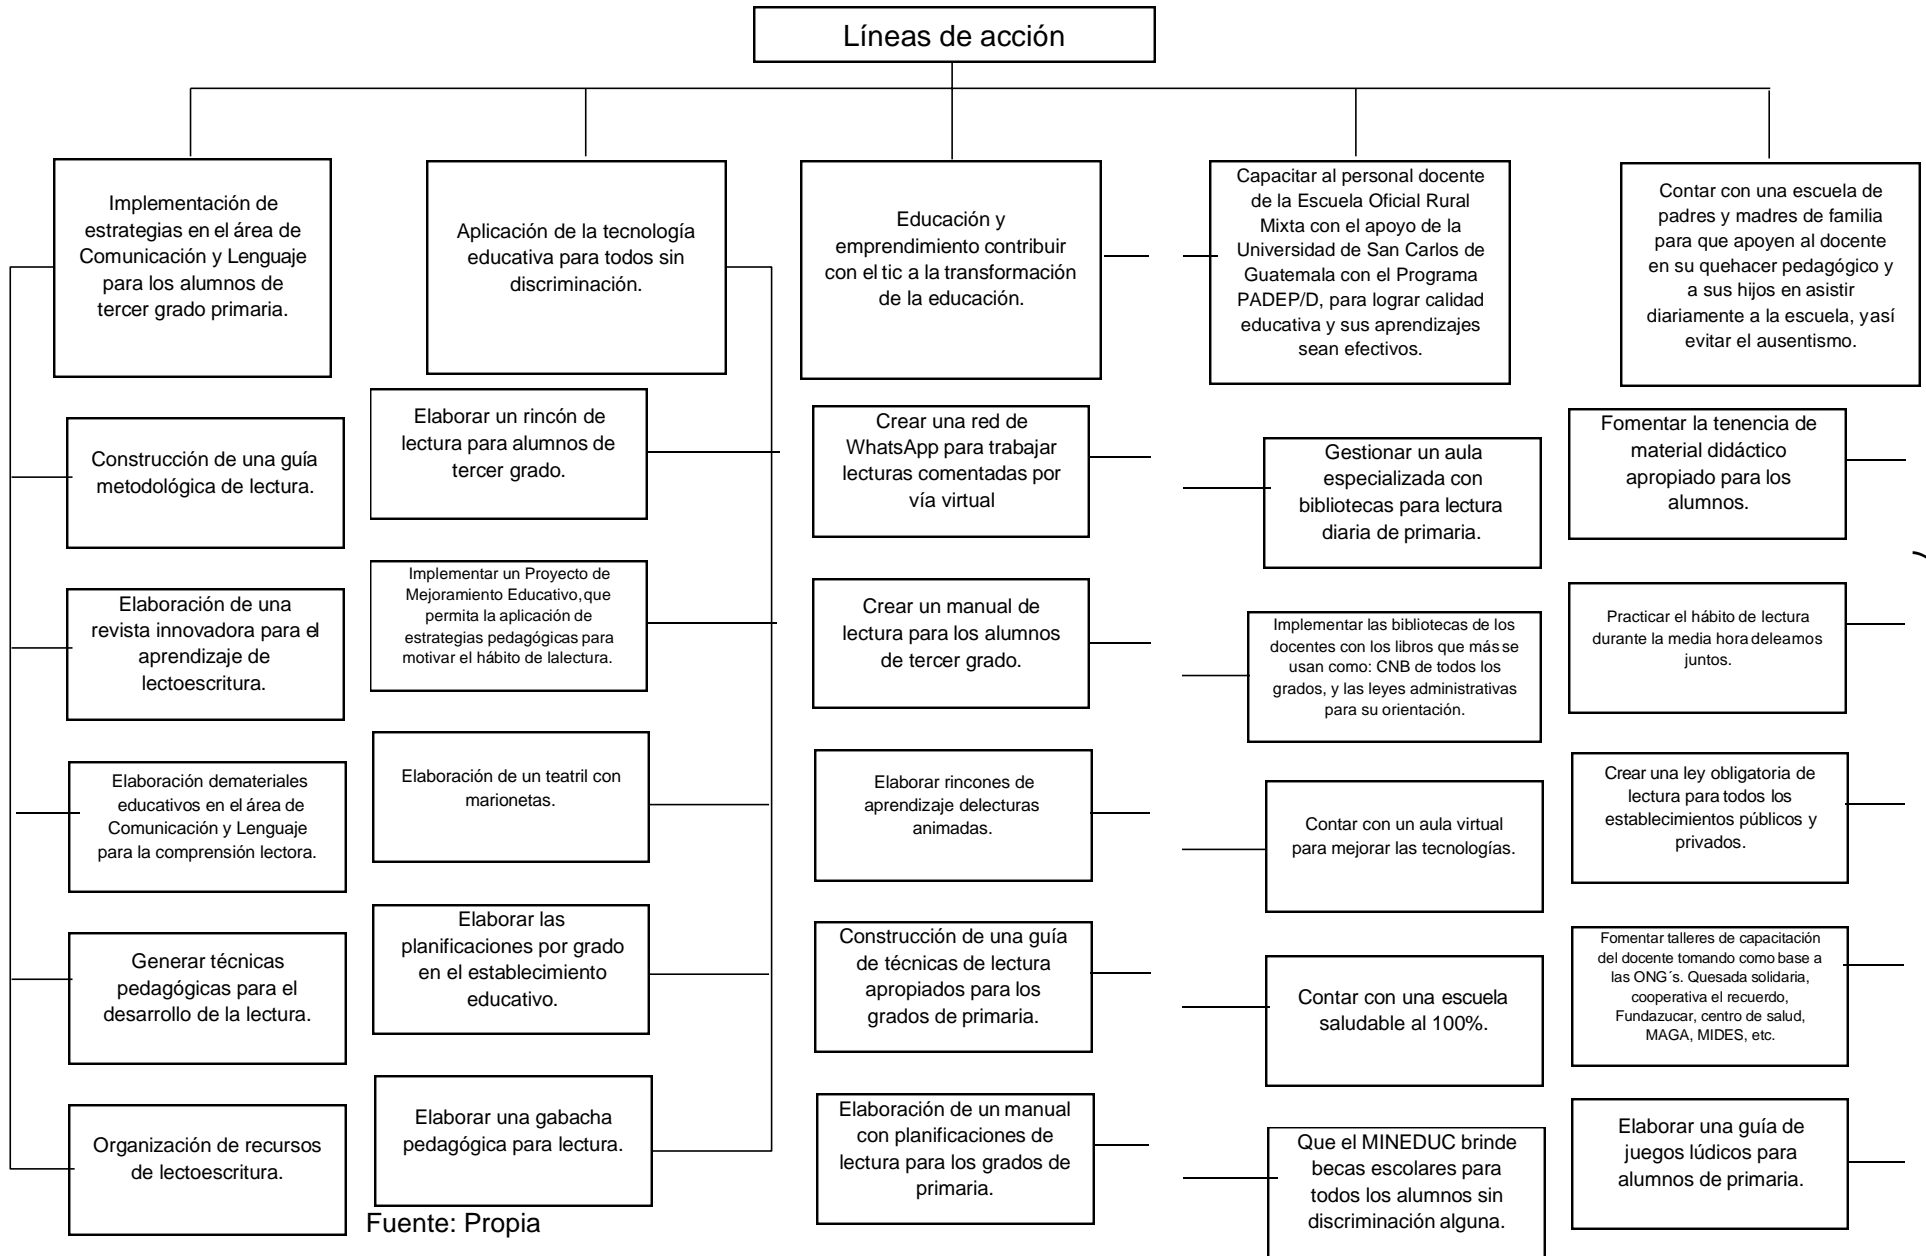 Líneas de acción
Implementación de
estrategias en el área de
Comunicación y Lenguaje
para los alumnos de
tercer grado primaria.
Construcción de una guía
metodológica de lectura.
Elaboración de una
revista innovadora para el
aprendizaje de
lectoescritura.
Elaboración demateriales
educativos en el área de
Comunicación y Lenguaje
para la comprensión lectora.
Generar técnicas
pedagógicas para el
desarrollo de la lectura.
Organización de recursos
de lectoescritura.
Aplicación de la tecnología
educativa para todos sin
discriminación.
Elaborar un rincón de
lectura para alumnos de
tercer grado.
Implementar un Proyecto de
Mejoramiento Educativo,que
permita la aplicación de
estrategias pedagógicas para
motivar el hábito de lalectura.
Elaboración de un teatril con
marionetas.
Elaborar las
planificaciones por grado
en el establecimiento
educativo.
Elaborar una gabacha
pedagógica para lectura.
Educación y
emprendimiento contribuir
con el tic a la transformación
de la educación.
Crear una red de
WhatsApp para trabajar
lecturas comentadas por
vía virtual
Crear un manual de
lectura para los alumnos
de tercer grado.
Elaborar rincones de
aprendizaje delecturas
animadas.
Construcción de una guía
de técnicas de lectura
apropiados para los
grados de primaria.
Elaboración de un manual
con planificaciones de
lectura para los grados de
primaria.
Capacitar al personal docente
de la Escuela Oficial Rural
Mixta con el apoyo de la
Universidad de San Carlos de
Guatemala con el Programa
PADEP/D, para lograr calidad
educativa y sus aprendizajes
sean efectivos.
Gestionar un aula
especializada con
bibliotecas para lectura
diaria de primaria.
Implementar las bibliotecas de los
docentes con los libros que más se
usan como: CNB de todos los
grados, y las leyes administrativas
para su orientación.
Contar con un aula virtual
para mejorar las tecnologías.
Contar con una escuela
saludable al 100%.
Que el MINEDUC brinde
becas escolares para
todos los alumnos sin
discriminación alguna.
Contar con una escuela de
padres y madres de familia
para que apoyen al docente
en su quehacer pedagógico y
a sus hijos en asistir
diariamente a la escuela, yasí
evitar el ausentismo.
Fomentar la tenencia de
material didáctico
apropiado para los
alumnos.
Practicar el hábito de lectura
durante la media hora deleamos
juntos.
Crear una ley obligatoria de
lectura para todos los
establecimientos públicos y
privados.
Fomentar talleres de capacitación
del docente tomando como base a
las ONG´s. Quesada solidaria,
cooperativa el recuerdo,
Fundazucar, centro de salud,
MAGA, MIDES, etc.
Elaborar una guía de
juegos lúdicos para
alumnos de primaria.
Fuente: Propia